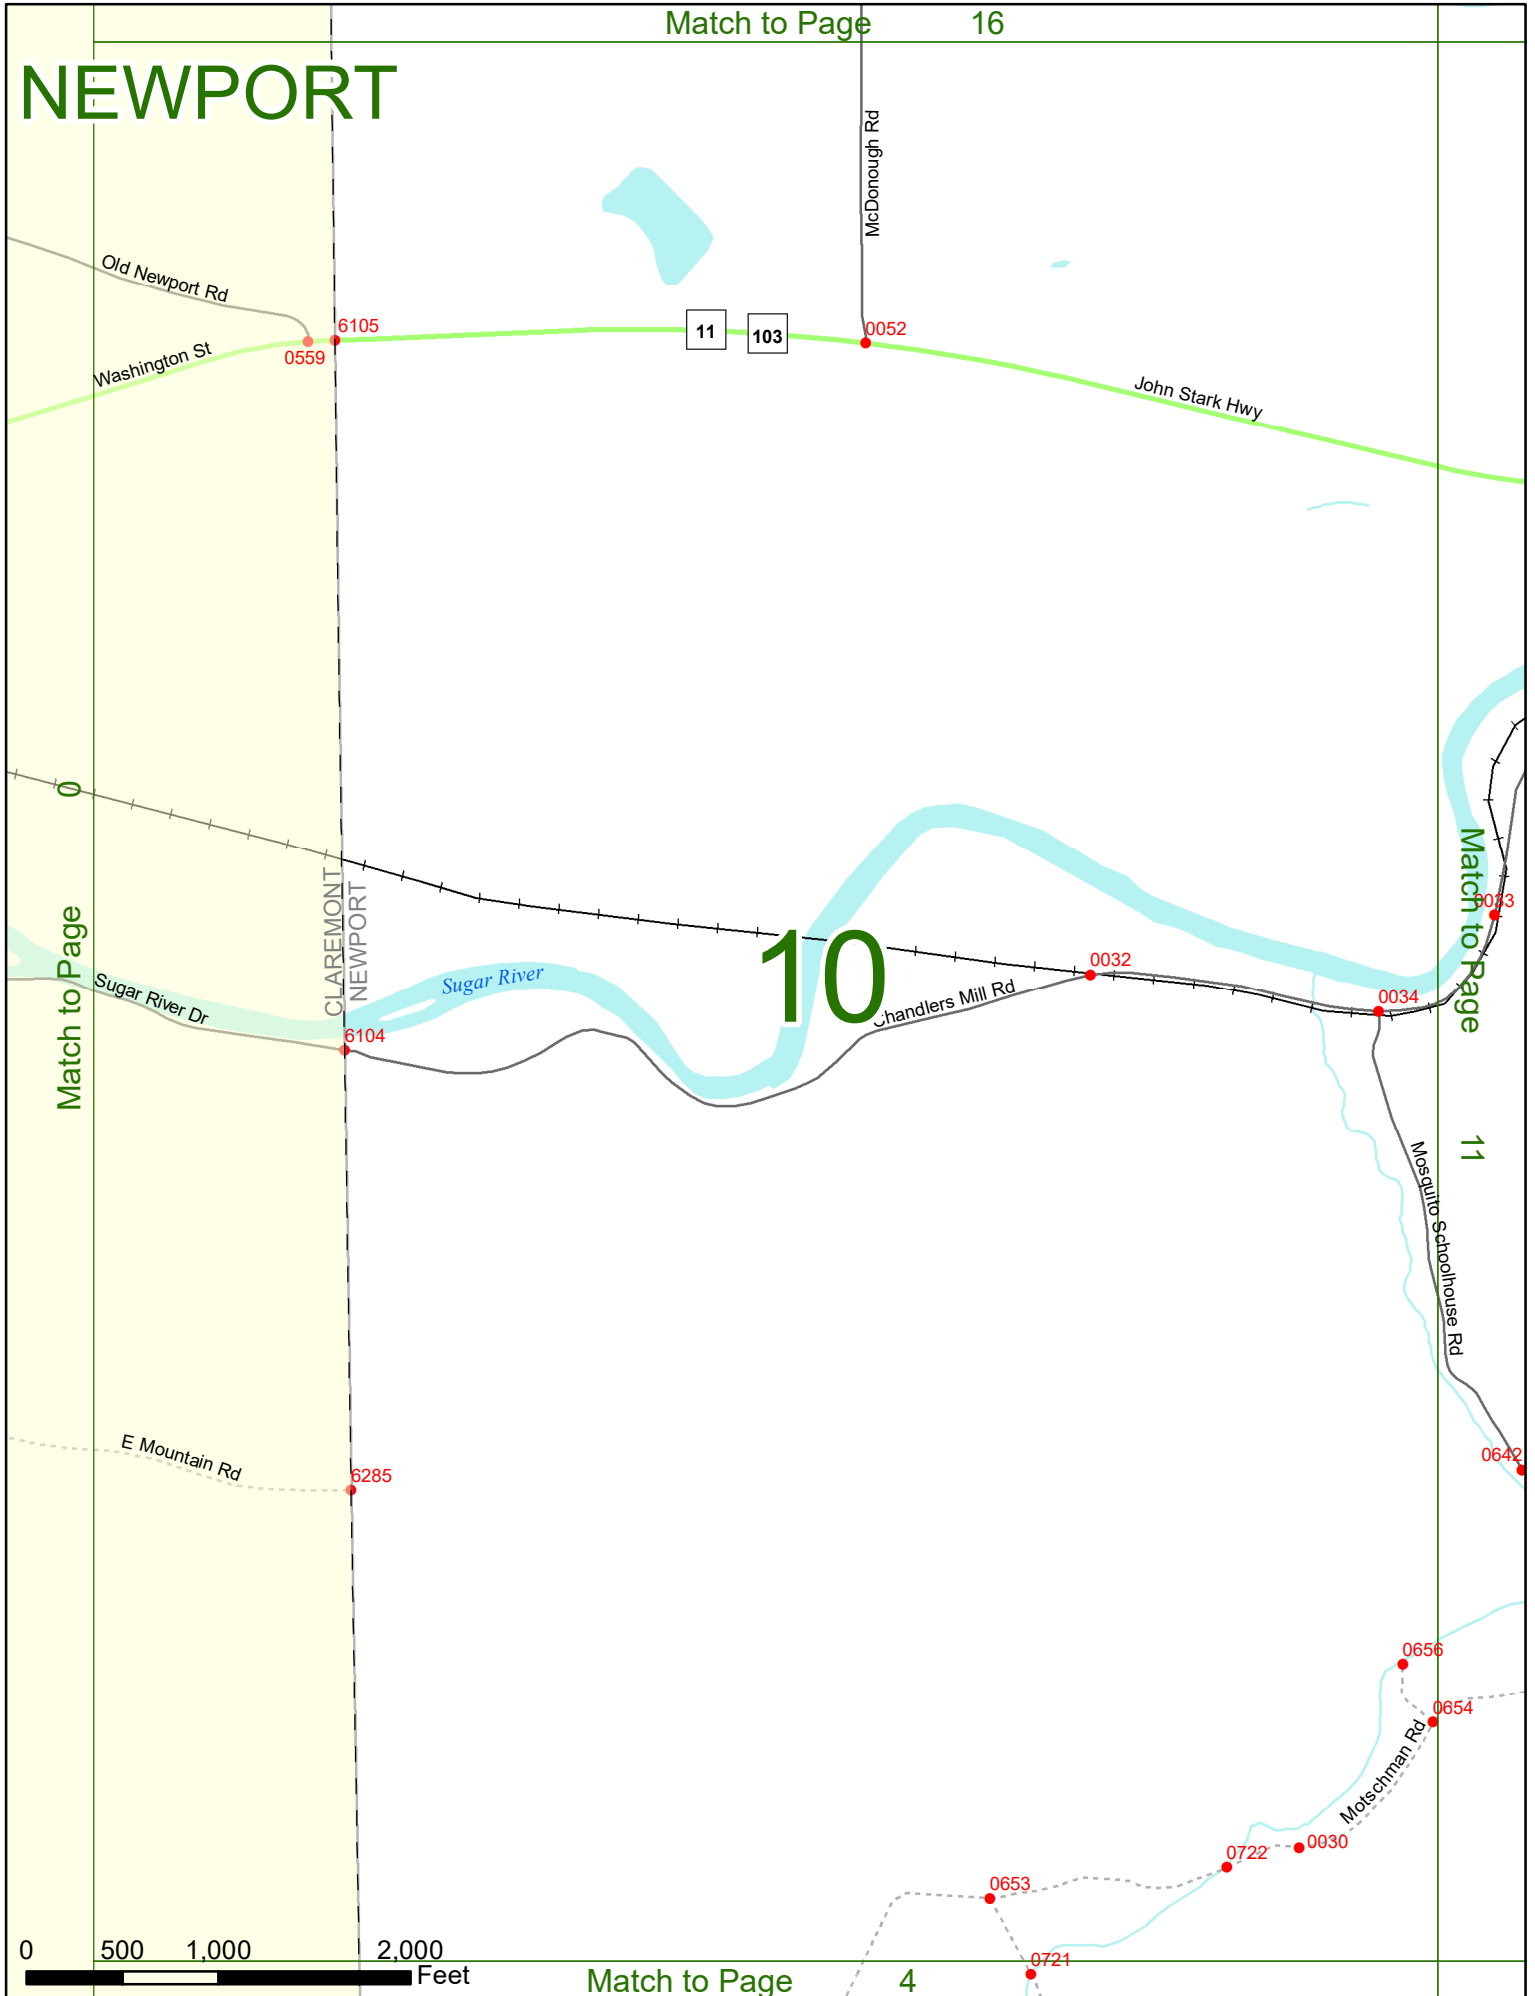 Match to Page 16
NEWPORT
McDonough Rd
Old Newport Rd
6105
11
103
0052
0559
Washington St
John Stark Hwy
Match to Page 0
CLAREMONT
NEWPORT
Match to Page 11
0033
10
0032
Sugar River
Chandlers Mill Rd
Sugar River Dr
0034
6104
Mosquito Schoolhouse Rd
E Mountain Rd
6285
0642
0656
0654
Motschman Rd
0030
0722
0653
0721
0 500 1,000 2,000
Feet
Match to Page 4